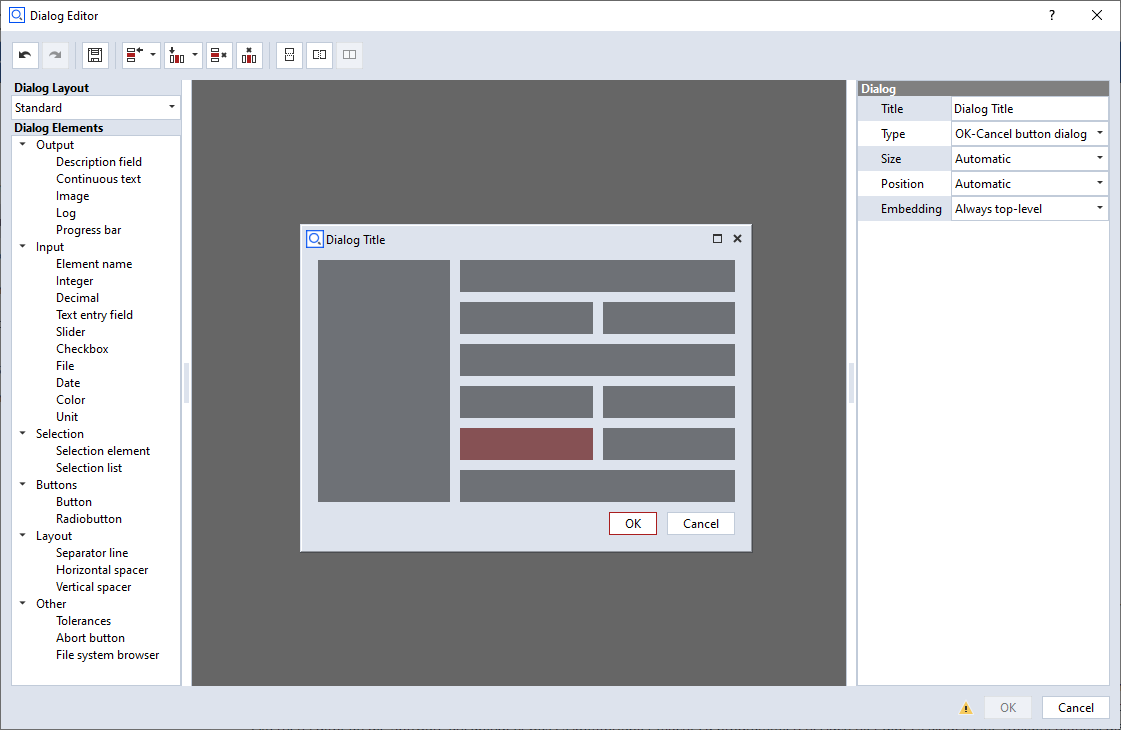 Dialog Editor
?
Dialog Layout
Standard
Dialog Elements
Output
Description field
Continuous text
Image
Log
Progress bar
Input
Element name
Integer
Decimal
Text entry field
Slider
Checkbox
File
Date
Color
Unit
Selection
Selection element
Selection list
Buttons
Button
Radiobutton
Layout
Separator line
Horizontal spacer
Vertical spacer
Other
Tolerances
Abort button
File system browser
Dialog Title
OK Cancel
Dialog
Title Dialog Title
Type OK-Cancel button dialog
Size Automatic
Position Automatic
Embedding Always top-level
OK Cancel